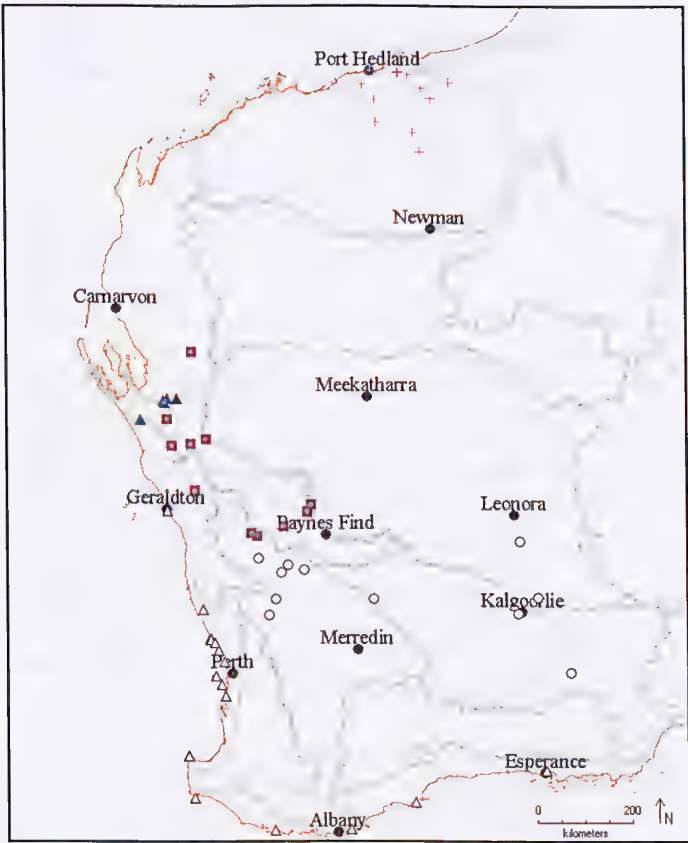 Port Hedland
Newman
Carnarvon
Meekatharra
Geraldton
Paynes Find
Leonora
Kalgoorlie
Merredin
Perth
Esperance
Albany
0 200
kilometers
N